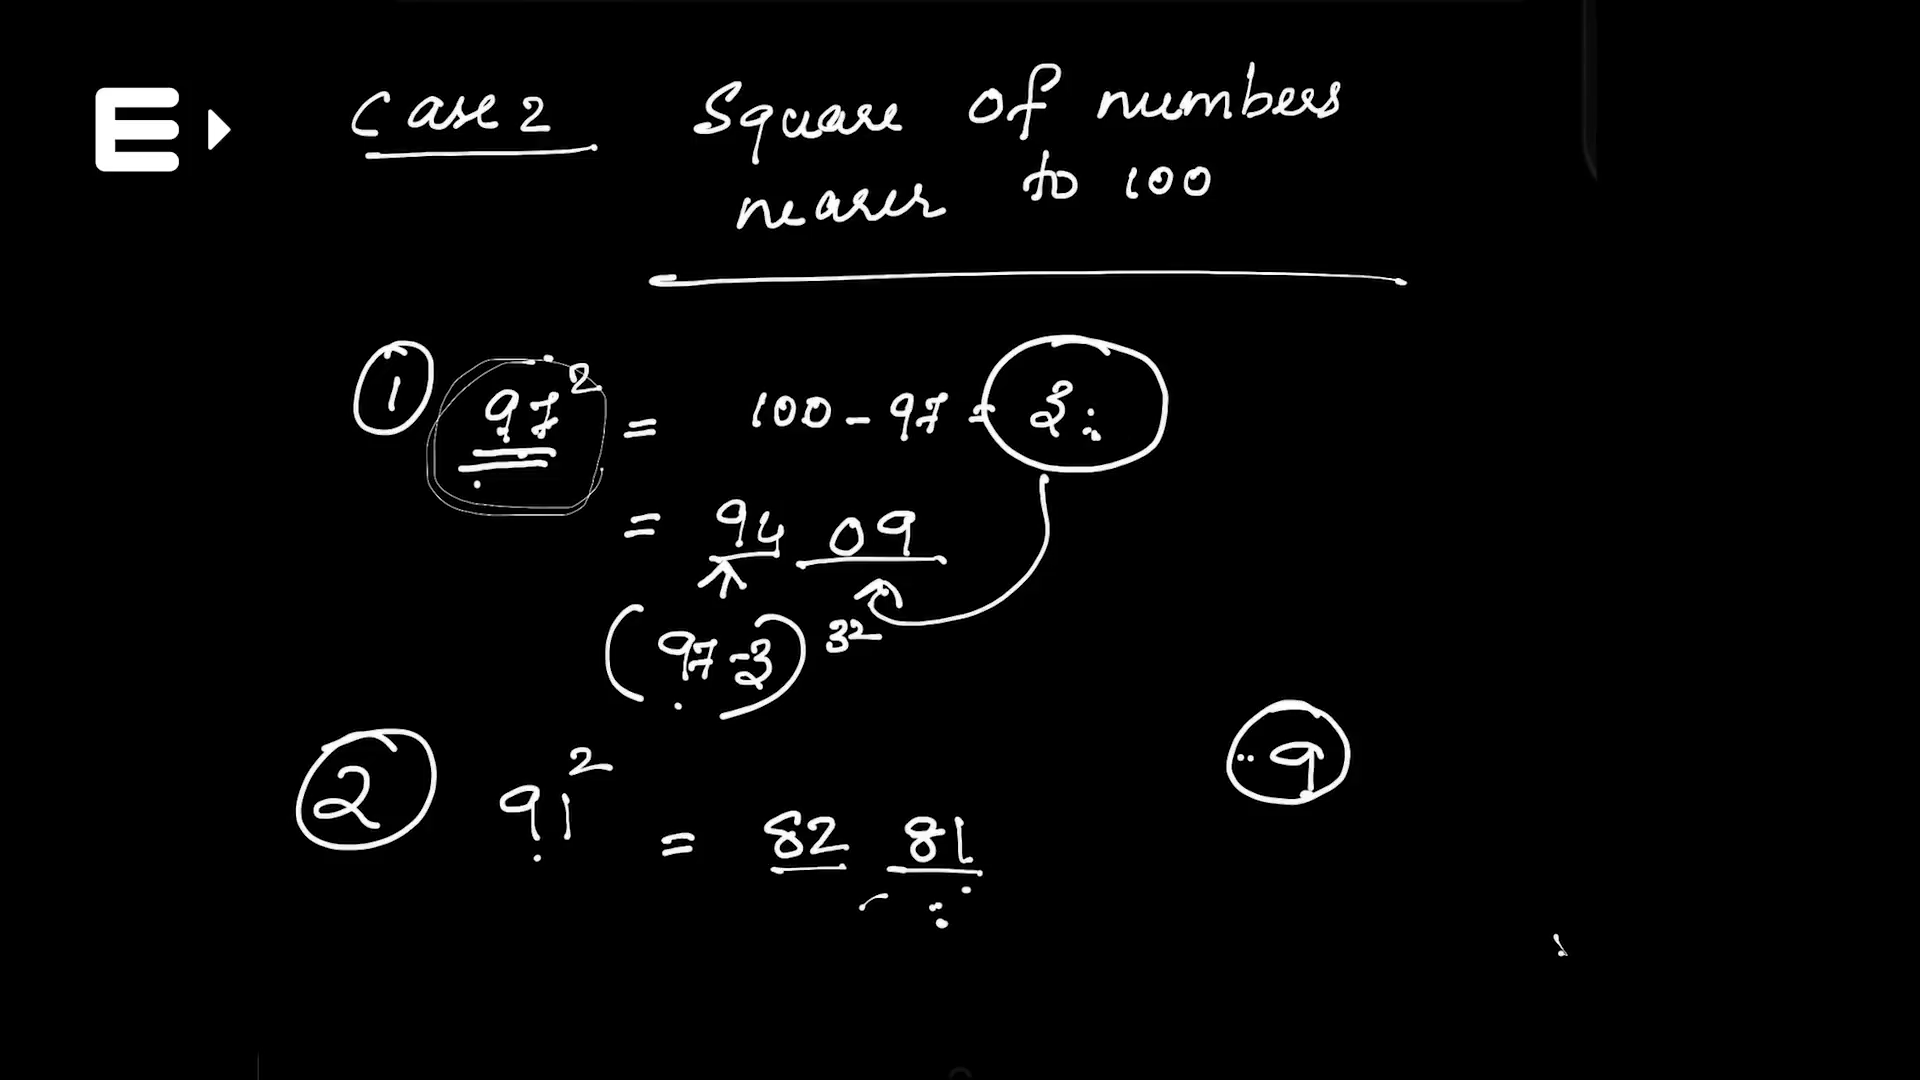 E
Case 2 Square of numbers
nearer to 100
1 97² = 100 - 97 = 3
= 94 09
(97-3) 3²
9
2 91² = 82 81